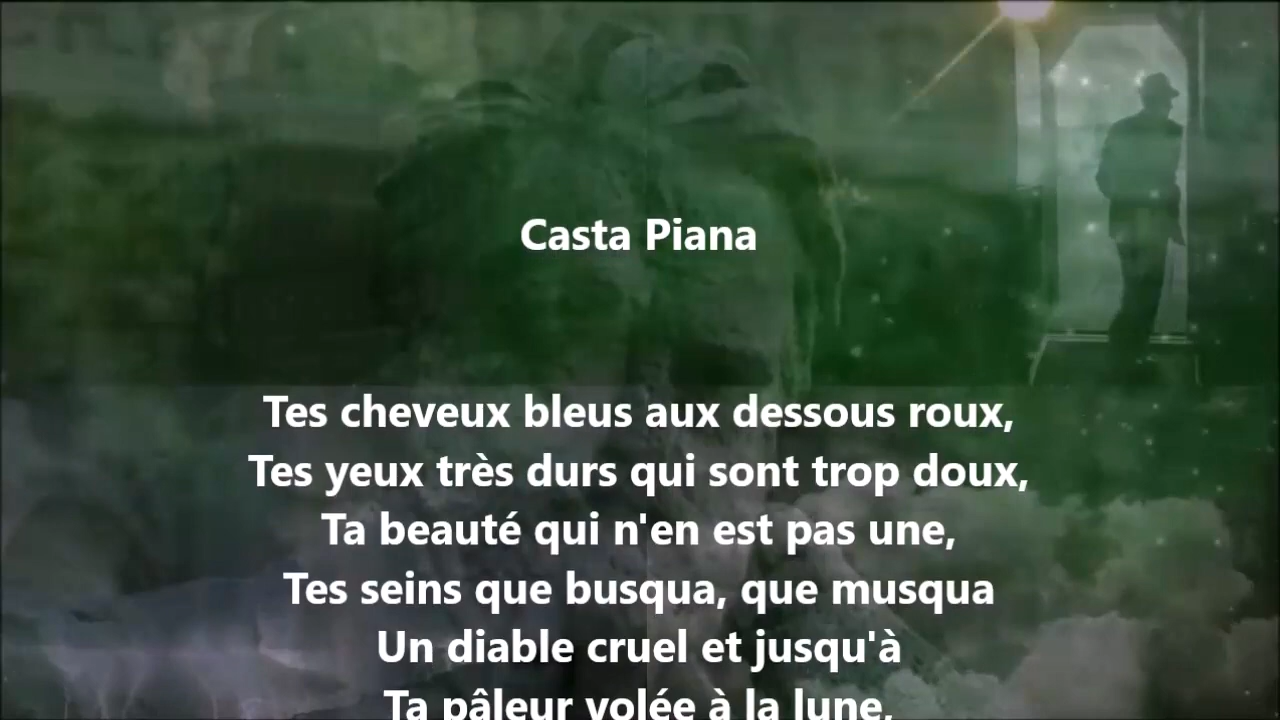 Casta Piana
Tes cheveux bleus aux dessous roux,
Tes yeux très durs qui sont trop doux,
Ta beauté qui n'en est pas une,
Tes seins que busqua, que musqua
Un diable cruel et jusqu'à
Ta pâleur volée à la lune,